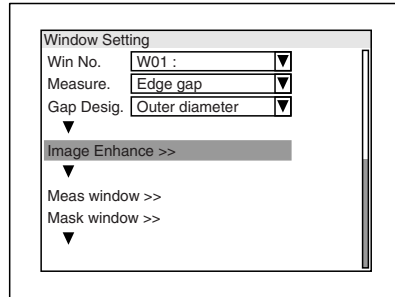 Window Setting
Win No. W01 :
Measure. Edge gap
Gap Desig. Outer diameter
Image Enhance >>
Meas window >>
Mask window >>